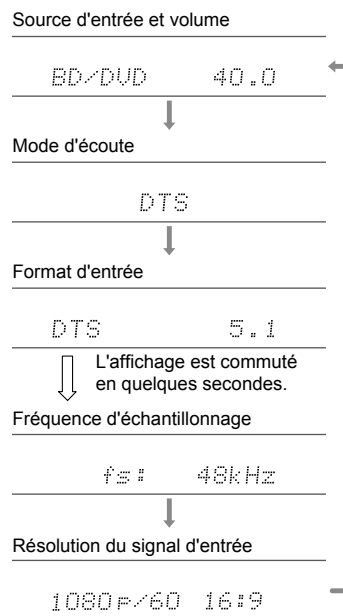 Source d'entrée et volume
BD/DVD 40.0
Mode d'écoute
DTS
Format d'entrée
DTS 5.1
L'affichage est commuté
en quelques secondes.
Fréquence d'échantillonnage
fs: 48kHz
Résolution du signal d'entrée
1080p/60 16:9